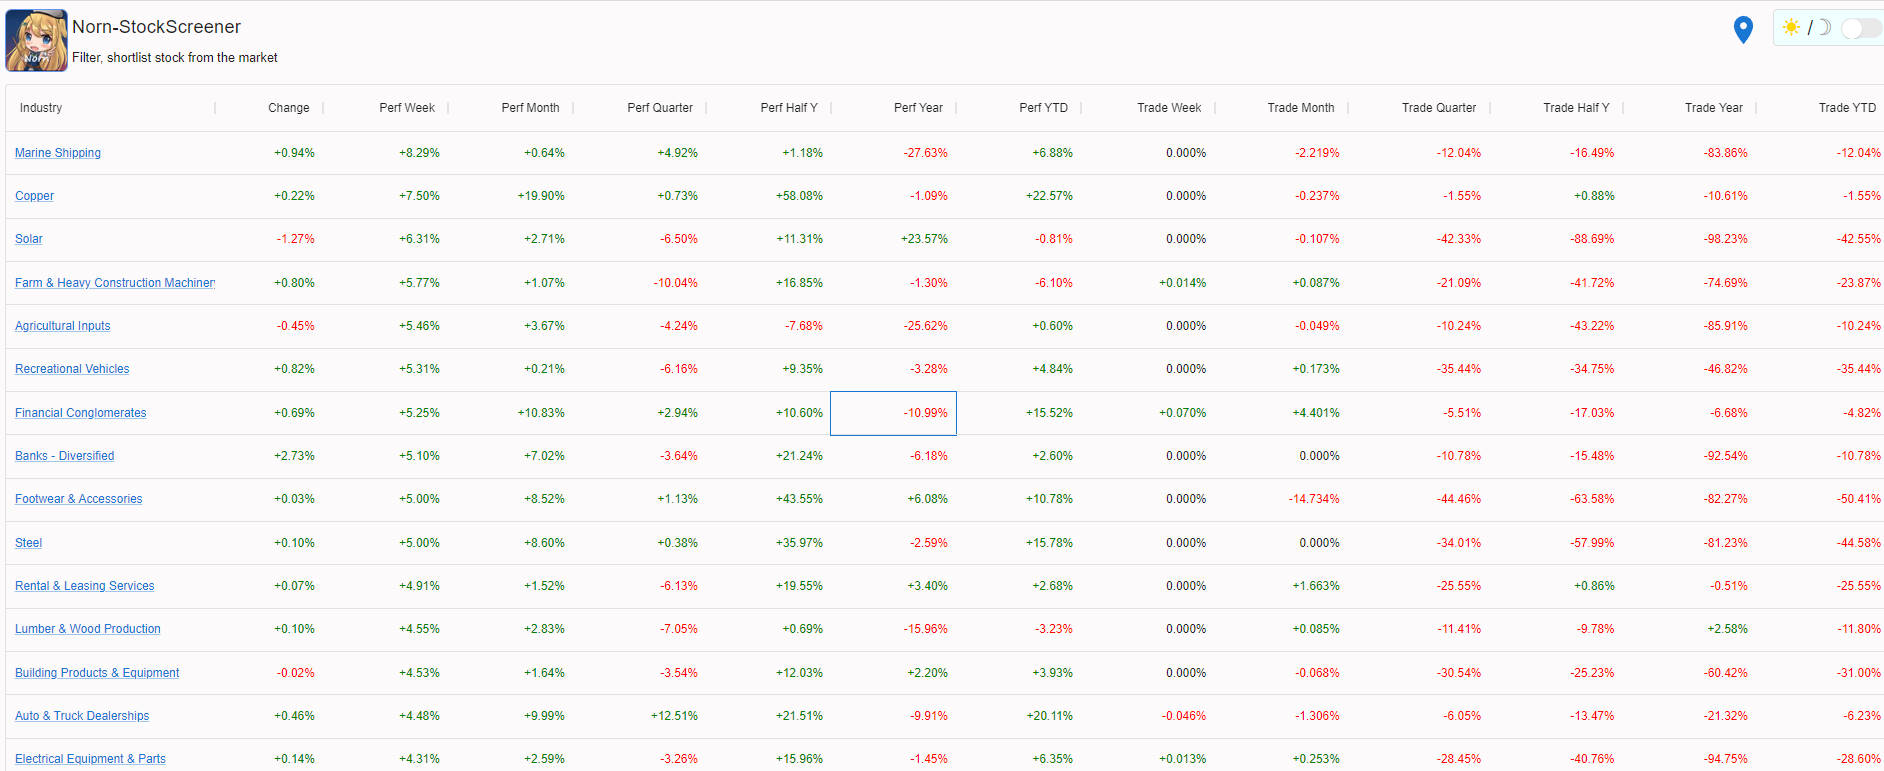 Norn-StockScreener
Filter, shortlist stock from the market
Norn
/
Industry Change Perf Week Perf Month Perf Quarter Perf Half Y Perf Year Perf YTD Trade Week Trade Month Trade Quarter Trade Half Y Trade Year Trade YTD
Marine Shipping +0.94% +8.29% +0.64% +4.92% +1.18% -27.63% +6.88% 0.000% -2.219% -12.04% -16.49% -83.86% -12.04%
Copper +0.22% +7.50% +19.90% +0.73% +58.08% -1.09% +22.57% 0.000% -0.237% -1.55% +0.88% -10.61% -1.55%
Solar -1.27% +6.31% +2.71% -6.50% +11.31% +23.57% -0.81% 0.000% -0.107% -42.33% -88.69% -98.23% -42.55%
Farm & Heavy Construction Machinery +0.80% +5.77% +1.07% -10.04% +16.85% -1.30% -6.10% +0.014% +0.087% -21.09% -41.72% -74.69% -23.87%
Agricultural Inputs -0.45% +5.46% +3.67% -4.24% -7.68% -25.62% +0.60% 0.000% -0.049% -10.24% -43.22% -85.91% -10.24%
Recreational Vehicles +0.82% +5.31% +0.21% -6.16% +9.35% -3.28% +4.84% 0.000% +0.173% -35.44% -34.75% -46.82% -35.44%
Financial Conglomerates +0.69% +5.25% +10.83% +2.94% +10.60% -10.99% +15.52% +0.070% +4.401% -5.51% -17.03% -6.68% -4.82%
Banks - Diversified +2.73% +5.10% +7.02% -3.64% +21.24% -6.18% +2.60% 0.000% 0.000% -10.78% -15.48% -92.54% -10.78%
Footwear & Accessories +0.03% +5.00% +8.52% +1.13% +43.55% +6.08% +10.78% 0.000% -14.734% -44.46% -63.58% -82.27% -50.41%
Steel +0.10% +5.00% +8.60% +0.38% +35.97% -2.59% +15.78% 0.000% 0.000% -34.01% -57.99% -81.23% -44.58%
Rental & Leasing Services +0.07% +4.91% +1.52% -6.13% +19.55% +3.40% +2.68% 0.000% +1.663% -25.55% +0.86% -0.51% -25.55%
Lumber & Wood Production +0.10% +4.55% +2.83% -7.05% +0.69% -15.96% -3.23% 0.000% +0.085% -11.41% -9.78% +2.58% -11.80%
Building Products & Equipment -0.02% +4.53% +1.64% -3.54% +12.03% +2.20% +3.93% 0.000% -0.068% -30.54% -25.23% -60.42% -31.00%
Auto & Truck Dealerships +0.46% +4.48% +9.99% +12.51% +21.51% -9.91% +20.11% -0.046% -1.306% -6.05% -13.47% -21.32% -6.23%
Electrical Equipment & Parts +0.14% +4.31% +2.59% -3.26% +15.96% -1.45% +6.35% +0.013% +0.253% -28.45% -40.76% -94.75% -28.60%